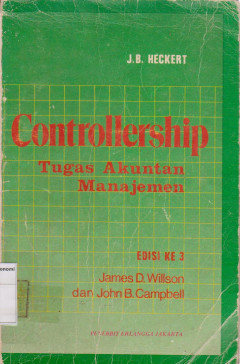 J.B. HECKERT
Controllership
Tugas Akuntan
Manajemen
EDISI KE 3
James D. Willson
dan John B. Campbell
PENERBIT ERLANGGA JAKARTA